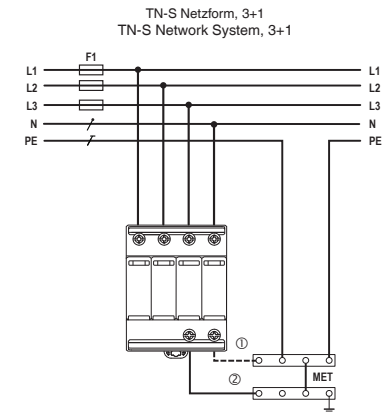 TN-S Netzform, 3+1
TN-S Network System, 3+1
F1
L1 L1
L2 L2
L3 L3
N N
PE PE
①
②
MET